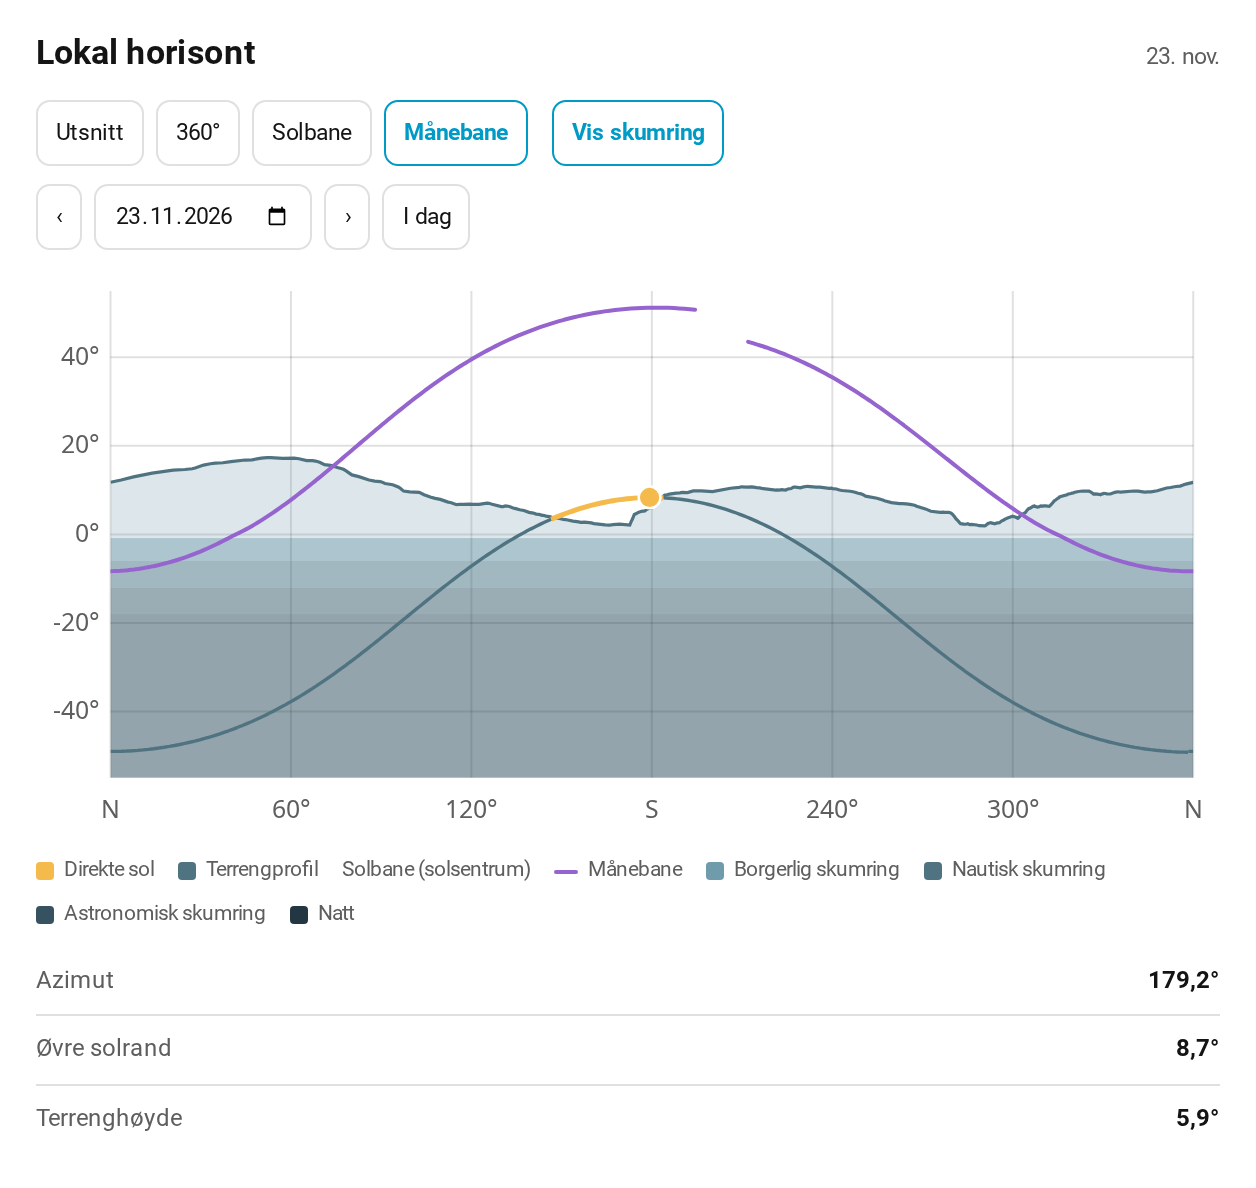 Lokal horisont
23. nov.
Utsnitt 360° Solbane Månebane Vis skumring
‹ 23.11.2026 › I dag
40°
20°
0°
-20°
-40°
N 60° 120° S 240° 300° N
Direkte sol Terrengprofil Solbane (solsentrum) Månebane Borgerlig skumring Nautisk skumring
Astronomisk skumring Natt
Azimut 179,2°
Øvre solrand 8,7°
Terrenghøyde 5,9°